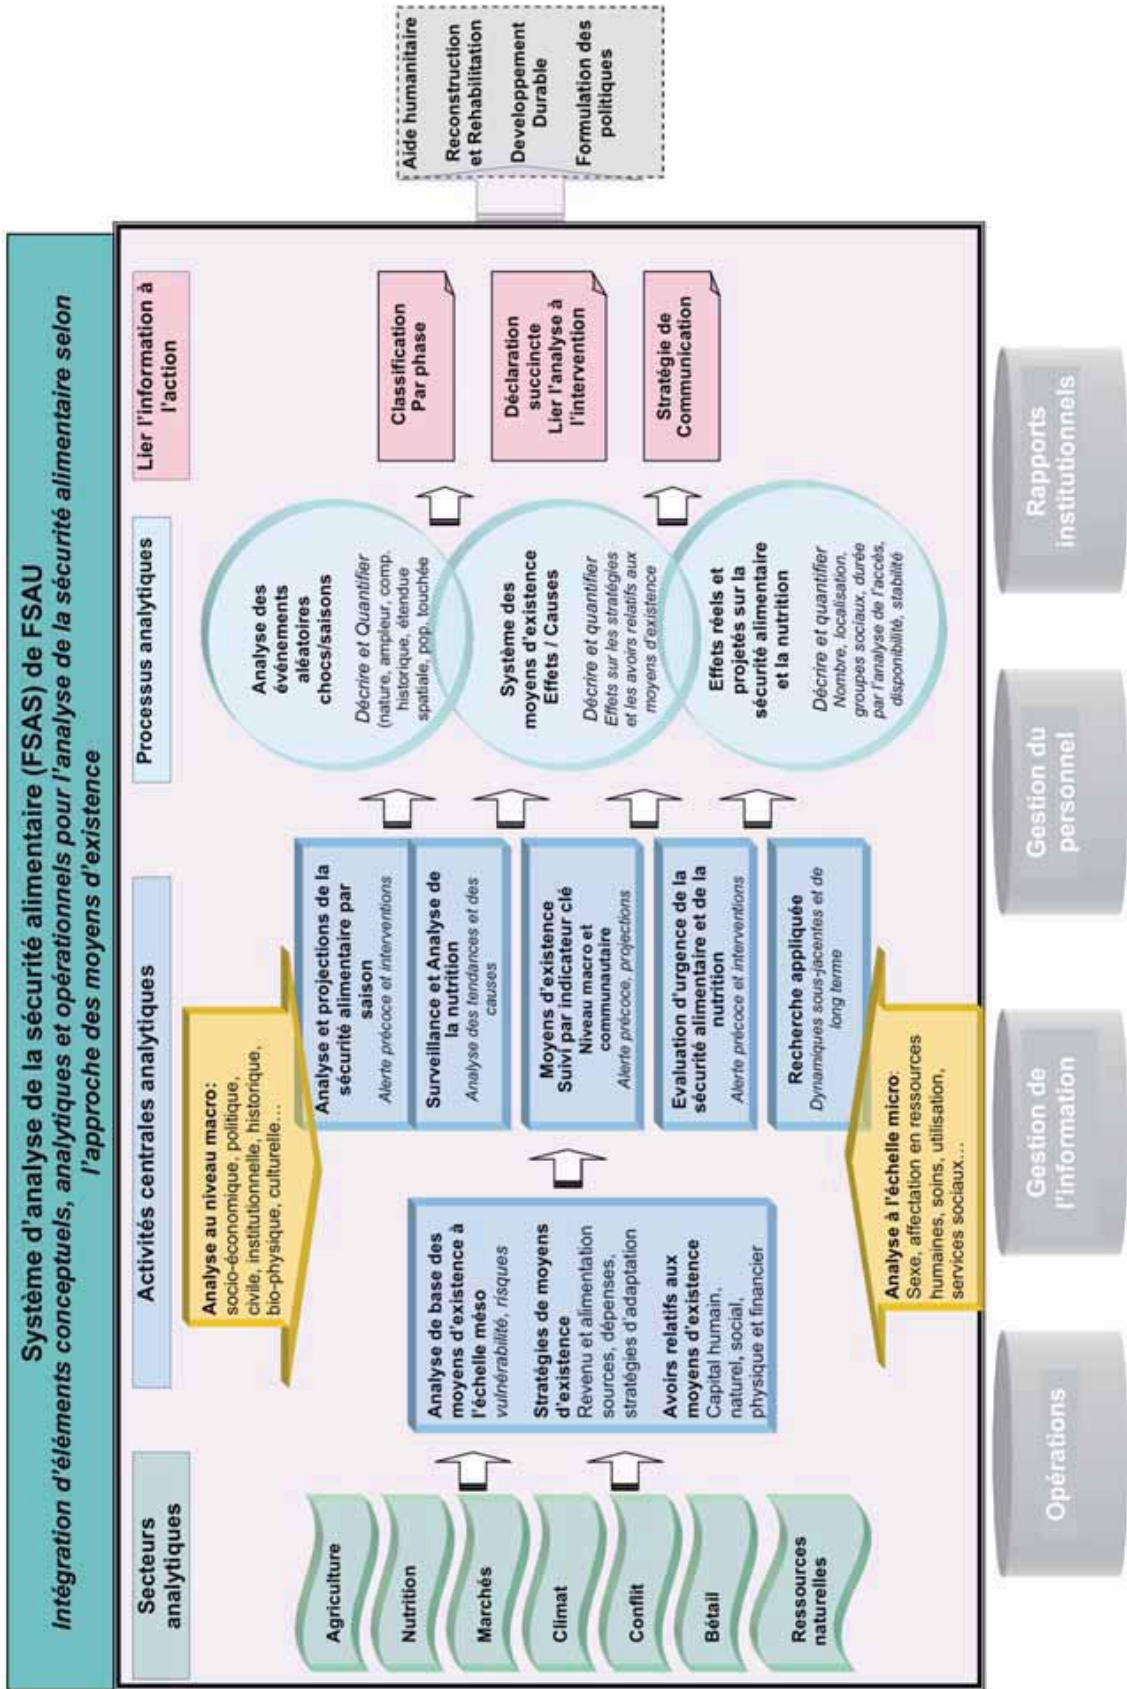 Système d'analyse de la sécurité alimentaire (FSAS) de FSAU
Intégration d'éléments conceptuels, analytiques et opérationnels pour l'analyse de la sécurité alimentaire selon
l'approche des moyens d'existence
Secteurs
analytiques
Activités centrales analytiques
Processus analytiques
Lier l'information à
l'action
Agriculture
Nutrition
Marchés
Climat
Conflit
Bétail
Ressources
naturelles
Analyse au niveau macro:
socio-économique, politique,
civile, institutionnelle, historique,
bio-physique, culturelle…
Analyse de base des
moyens d'existence à
l'échelle méso
vulnérabilité, risques
Stratégies de moyens
d'existence
Revenu et alimentation
sources, dépenses,
stratégies d'adaptation
Avoirs relatifs aux
moyens d'existence
Capital humain,
naturel, social,
physique et financier
Analyse à l'échelle micro:
Sexe, affectation en ressources
humaines, soins, utilisation,
services sociaux…
Analyse et projections de la
sécurité alimentaire par
saison
Alerte précoce et interventions
Surveillance et Analyse de
la nutrition
Analyse des tendances et des
causes
Moyens d'existence
Suivi par indicateur clé
Niveau macro et
communautaire
Alerte précoce, projections
Evaluation d'urgence de la
sécurité alimentaire et de la
nutrition
Alerte précoce et interventions
Recherche appliquée
Dynamiques sous-jacentes et de
long terme
Analyse des
événements
aléatoires
chocs/saisons
Décrire et Quantifier
(nature, ampleur, comp.
historique, étendue
spatiale, pop. touchée
Système des
moyens d'existence
Effets / Causes
Décrire et quantifier
Effets sur les stratégies
et les avoirs relatifs aux
moyens d'existence
Effets réels et
projetés sur la
sécurité alimentaire
et la nutrition
Décrire et quantifier
Nombre, localisation,
groupes sociaux, durée
par l'analyse de l'accès,
disponibilité, stabilité
Classification
Par phase
Déclaration
succincte
Lier l'analyse à
l'intervention
Stratégie de
Communication
Aide humanitaire
Reconstruction
et Rehabilitation
Developpement
Durable
Formulation des
politiques
Opérations
Gestion de
l'information
Gestion du
personnel
Rapports
institutionnels